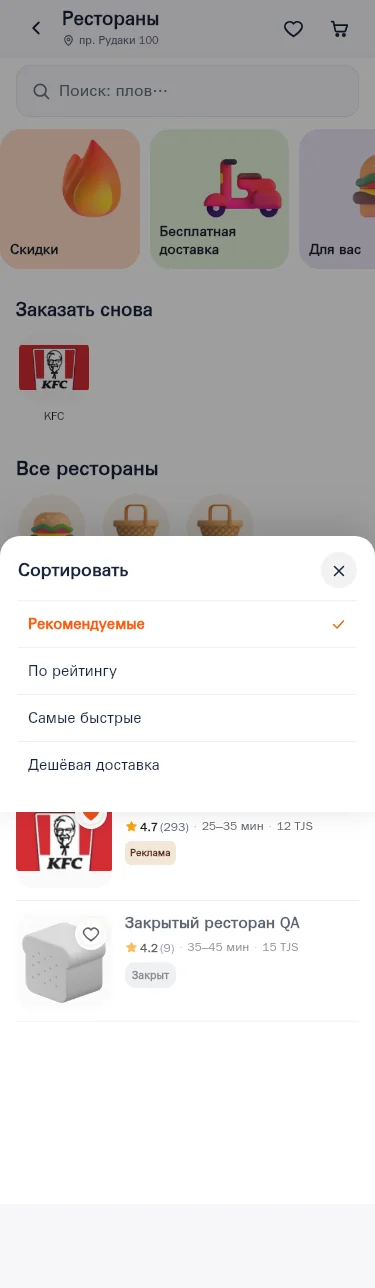 Рестораны
пр. Рудаки 100
Поиск: плов···
Скидки
Бесплатная
доставка
Для вас
Заказать снова
KFC
KFC
Все рестораны
Сортировать
Рекомендуемые
По рейтингу
Самые быстрые
Дешёвая доставка
4.7 (293) · 25–35 мин · 12 TJS
KFC
Реклама
Закрытый ресторан QA
4.2 (9) · 35–45 мин · 15 TJS
Закрыт